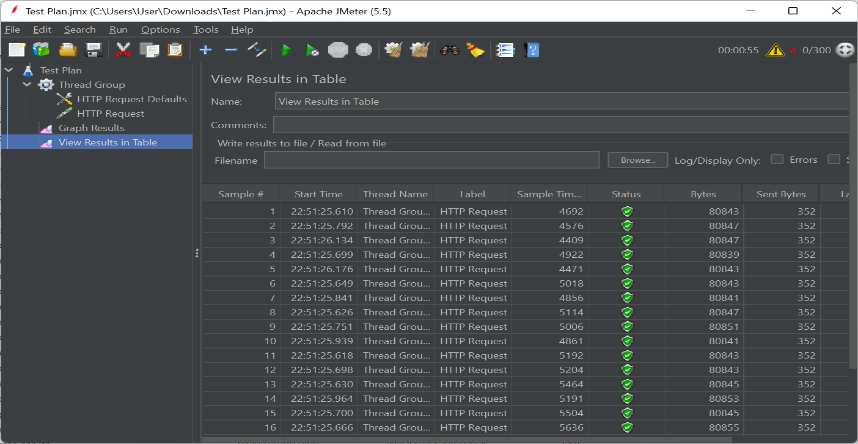 Test Plan.jmx (C:\Users\User\Downloads\Test Plan.jmx) - Apache JMeter (5.5)
File Edit Search Run Options Tools Help
00:00:55 0/300
Test Plan
Thread Group
HTTP Request Defaults
HTTP Request
Graph Results
View Results in Table
View Results in Table
Name: View Results in Table
Comments:
Write results to file / Read from file
Filename Browse... Log/Display Only: Errors S
Sample # Start Time Thread Name Label Sample Tim... Status Bytes Sent Bytes La
1 22:51:25.610 Thread Grou... HTTP Request 4692 80843 352
2 22:51:25.792 Thread Grou... HTTP Request 4576 80847 352
3 22:51:26.134 Thread Grou... HTTP Request 4409 80847 352
4 22:51:25.699 Thread Grou... HTTP Request 4922 80839 352
5 22:51:26.176 Thread Grou... HTTP Request 4471 80843 352
6 22:51:25.649 Thread Grou... HTTP Request 5018 80843 352
7 22:51:25.841 Thread Grou... HTTP Request 4856 80841 352
8 22:51:25.626 Thread Grou... HTTP Request 5114 80847 352
9 22:51:25.751 Thread Grou... HTTP Request 5006 80851 352
10 22:51:25.939 Thread Grou... HTTP Request 4861 80841 352
11 22:51:25.618 Thread Grou... HTTP Request 5192 80843 352
12 22:51:25.698 Thread Grou... HTTP Request 5204 80843 352
13 22:51:25.630 Thread Grou... HTTP Request 5464 80845 352
14 22:51:25.964 Thread Grou... HTTP Request 5191 80853 352
15 22:51:25.700 Thread Grou... HTTP Request 5504 80845 352
16 22:51:25.666 Thread Grou... HTTP Request 5636 80855 352